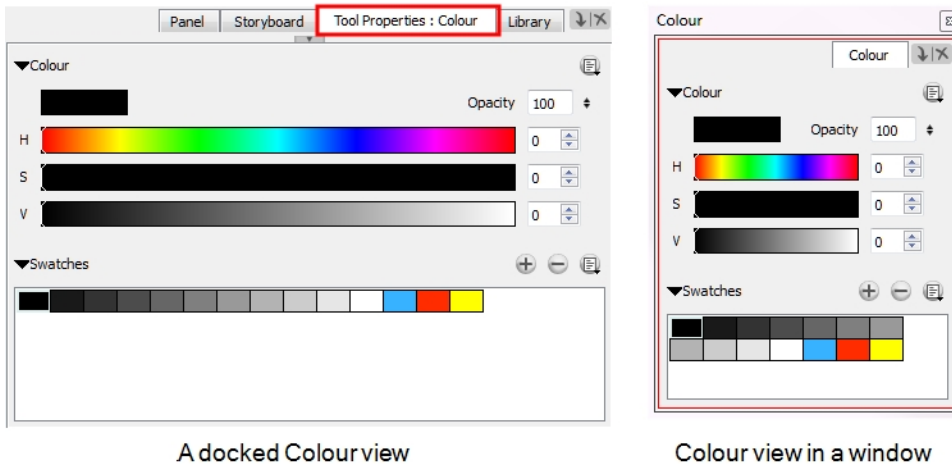 Panel Storyboard Tool Properties : Colour Library
Colour
Opacity 100
H 0
S 0
V 0
Swatches
A docked Colour view
Colour
Colour
Colour
Opacity 100
H 0
S 0
V 0
Swatches
Colour view in a window